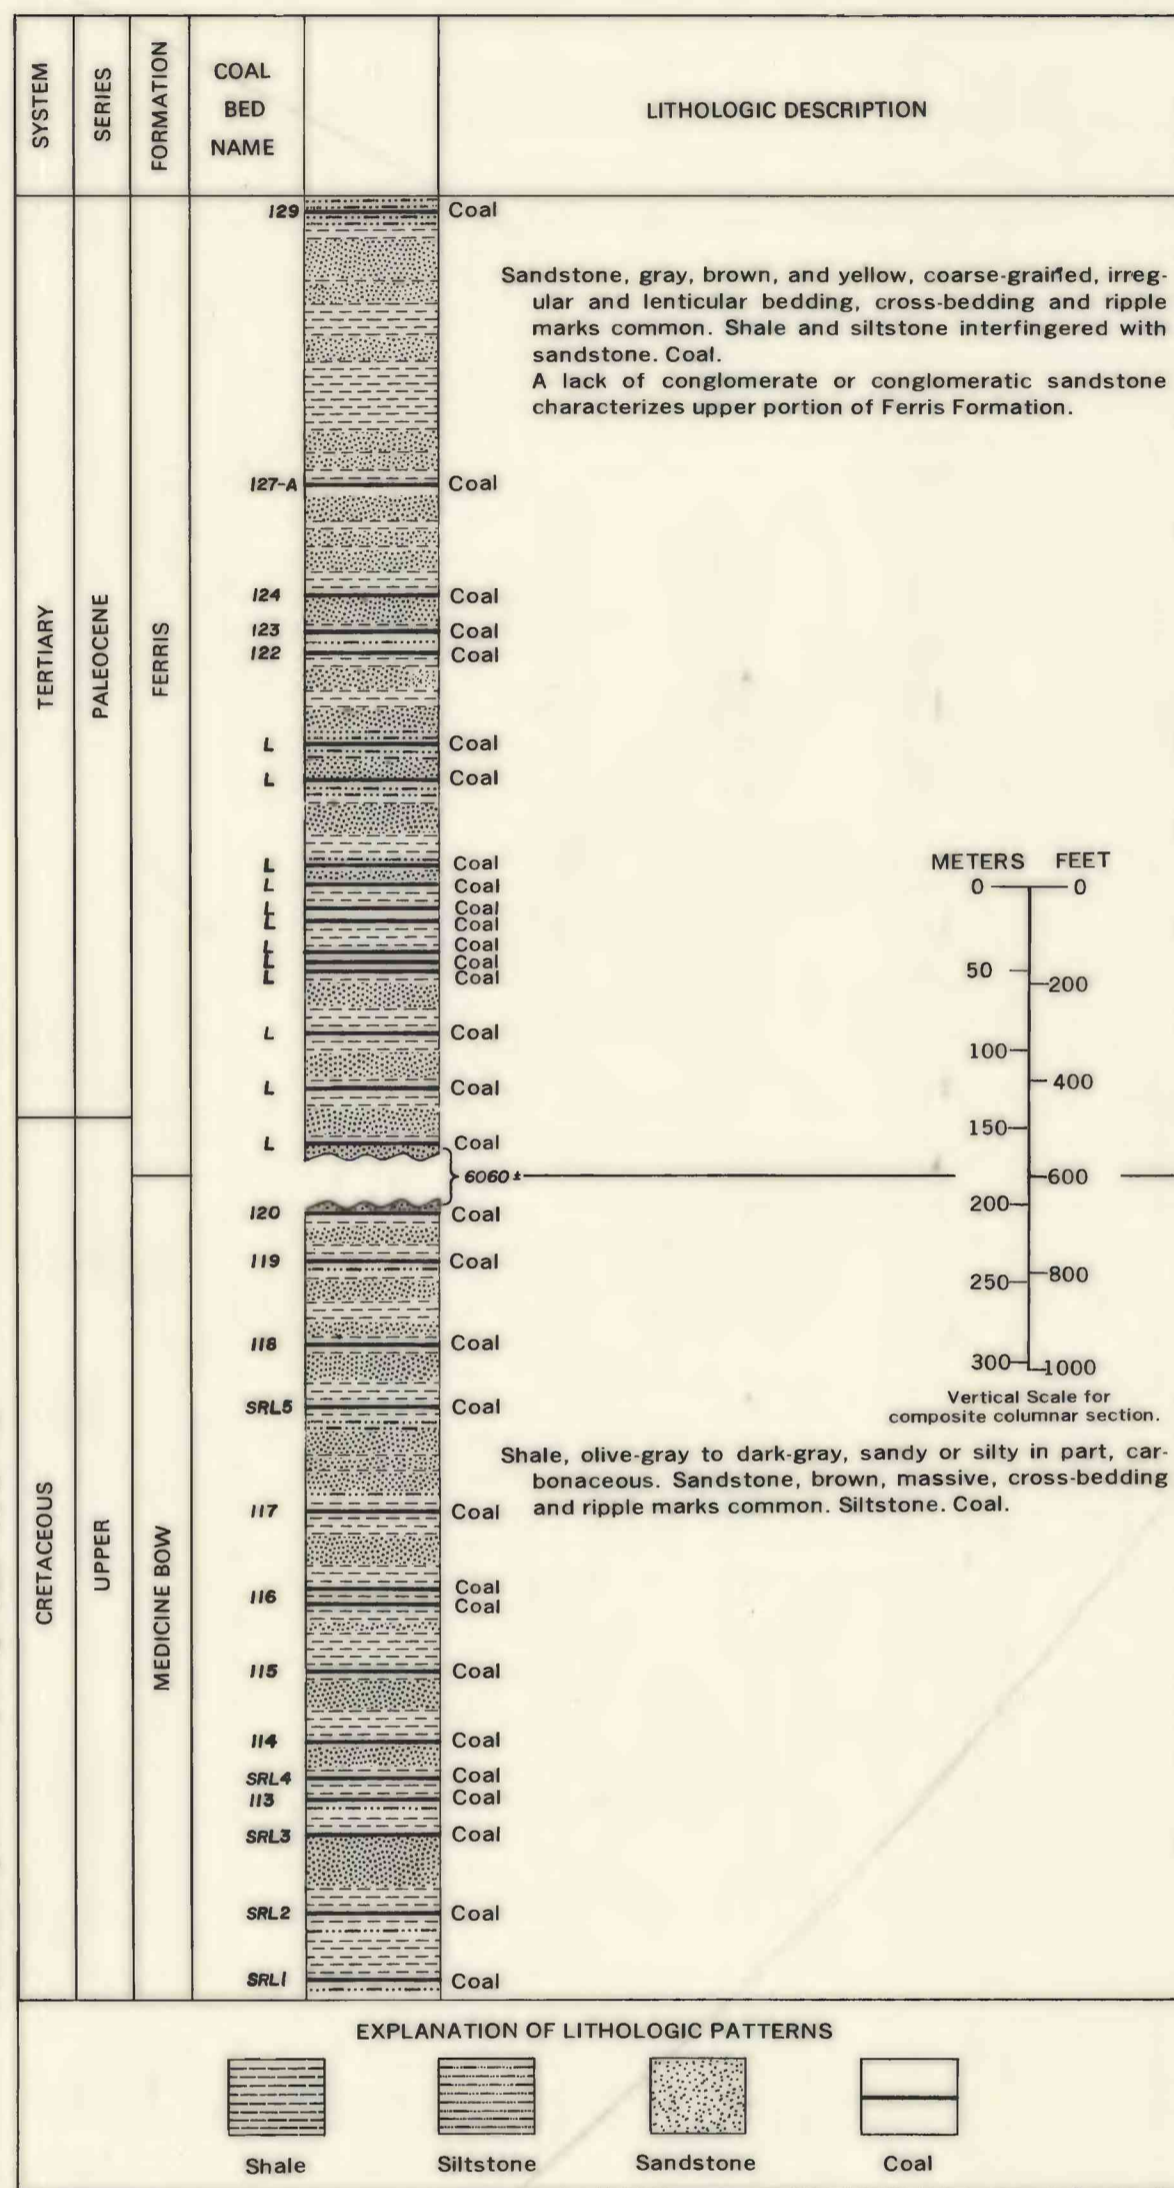 SYSTEM
SERIES
FORMATION
COAL
BED
NAME
LITHOLOGIC DESCRIPTION
129 Coal
Sandstone, gray, brown, and yellow, coarse-grained, irreg-
ular and lenticular bedding, cross-bedding and ripple
marks common. Shale and siltstone interfingered with
sandstone. Coal.
A lack of conglomerate or conglomeratic sandstone
characterizes upper portion of Ferris Formation.
127-A Coal
124 Coal
123 Coal
122 Coal
TERTIARY
PALEOCENE
FERRIS
L Coal
L Coal
L Coal
L Coal
L Coal
L Coal
L Coal
L Coal
L Coal
L Coal
L Coal
L Coal
6060 ±
METERS FEET
0 0
50
200
100
400
150
600
200
800
250
300
1000
Vertical Scale for
composite columnar section.
120 Coal
119 Coal
118 Coal
SRL5 Coal
Shale, olive-gray to dark-gray, sandy or silty in part, car-
bonaceous. Sandstone, brown, massive, cross-bedding
and ripple marks common. Siltstone. Coal.
117 Coal
116 Coal
Coal
115 Coal
CRETACEOUS
UPPER
MEDICINE BOW
114 Coal
SRL4 Coal
113 Coal
SRL3 Coal
SRL2 Coal
SRL1 Coal
EXPLANATION OF LITHOLOGIC PATTERNS
Shale Siltstone Sandstone Coal